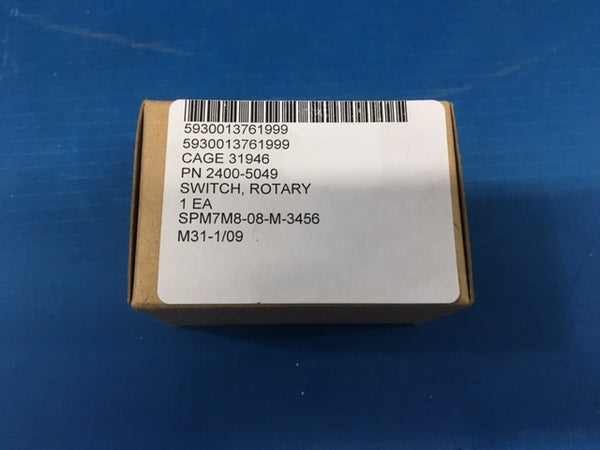 5930013761999
5930013761999
CAGE 31946
PN 2400-5049
SWITCH, ROTARY
1 EA
SPM7M8-08-M-3456
M31-1/09